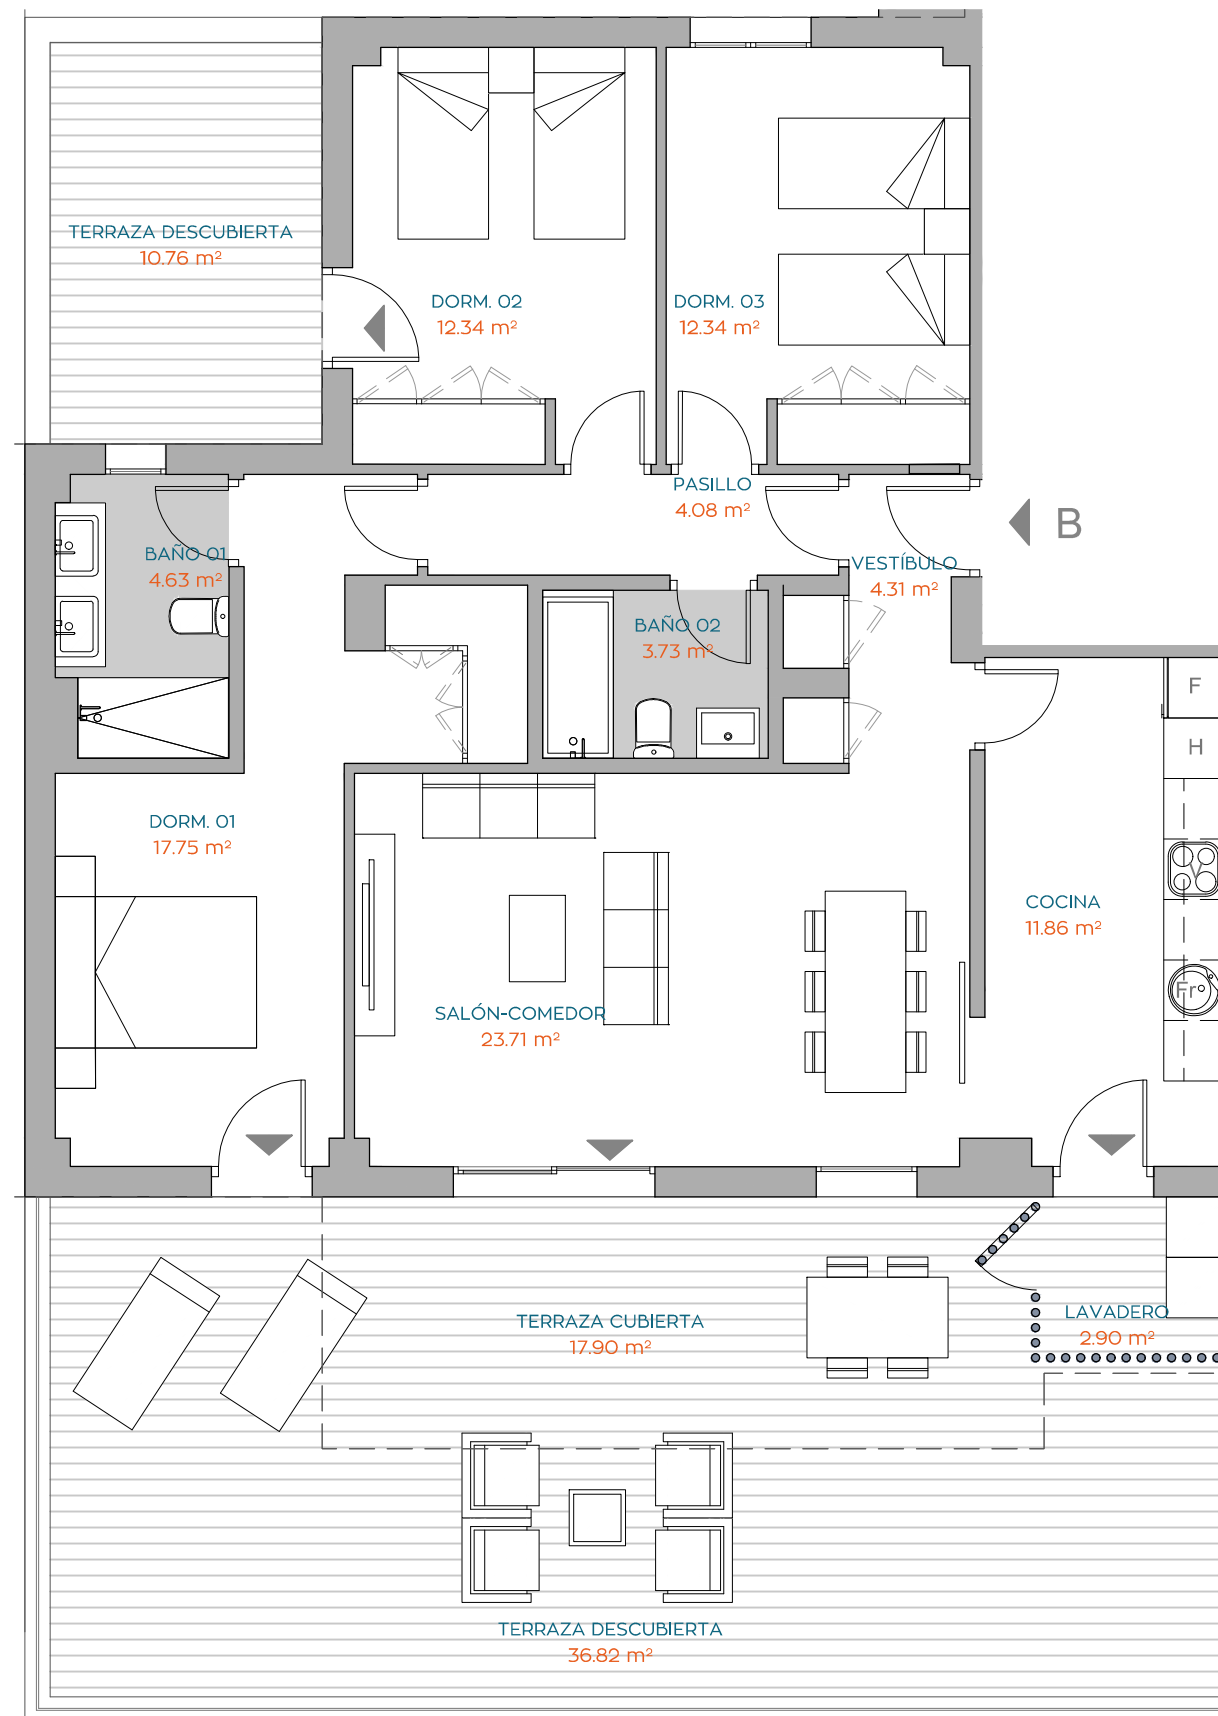 TERRAZA DESCUBIERTA
10.76 m²
DORM. 02
12.34 m²
DORM. 03
12.34 m²
PASILLO
4.08 m²
B
BAÑO 01
4.63 m²
VESTÍBULO
4.31 m²
BAÑO 02
3.73 m²
F
H
DORM. 01
17.75 m²
V
COCINA
11.86 m²
Fr
SALÓN-COMEDOR
23.71 m²
TERRAZA CUBIERTA
17.90 m²
LAVADERO
2.90 m²
TERRAZA DESCUBIERTA
36.82 m²